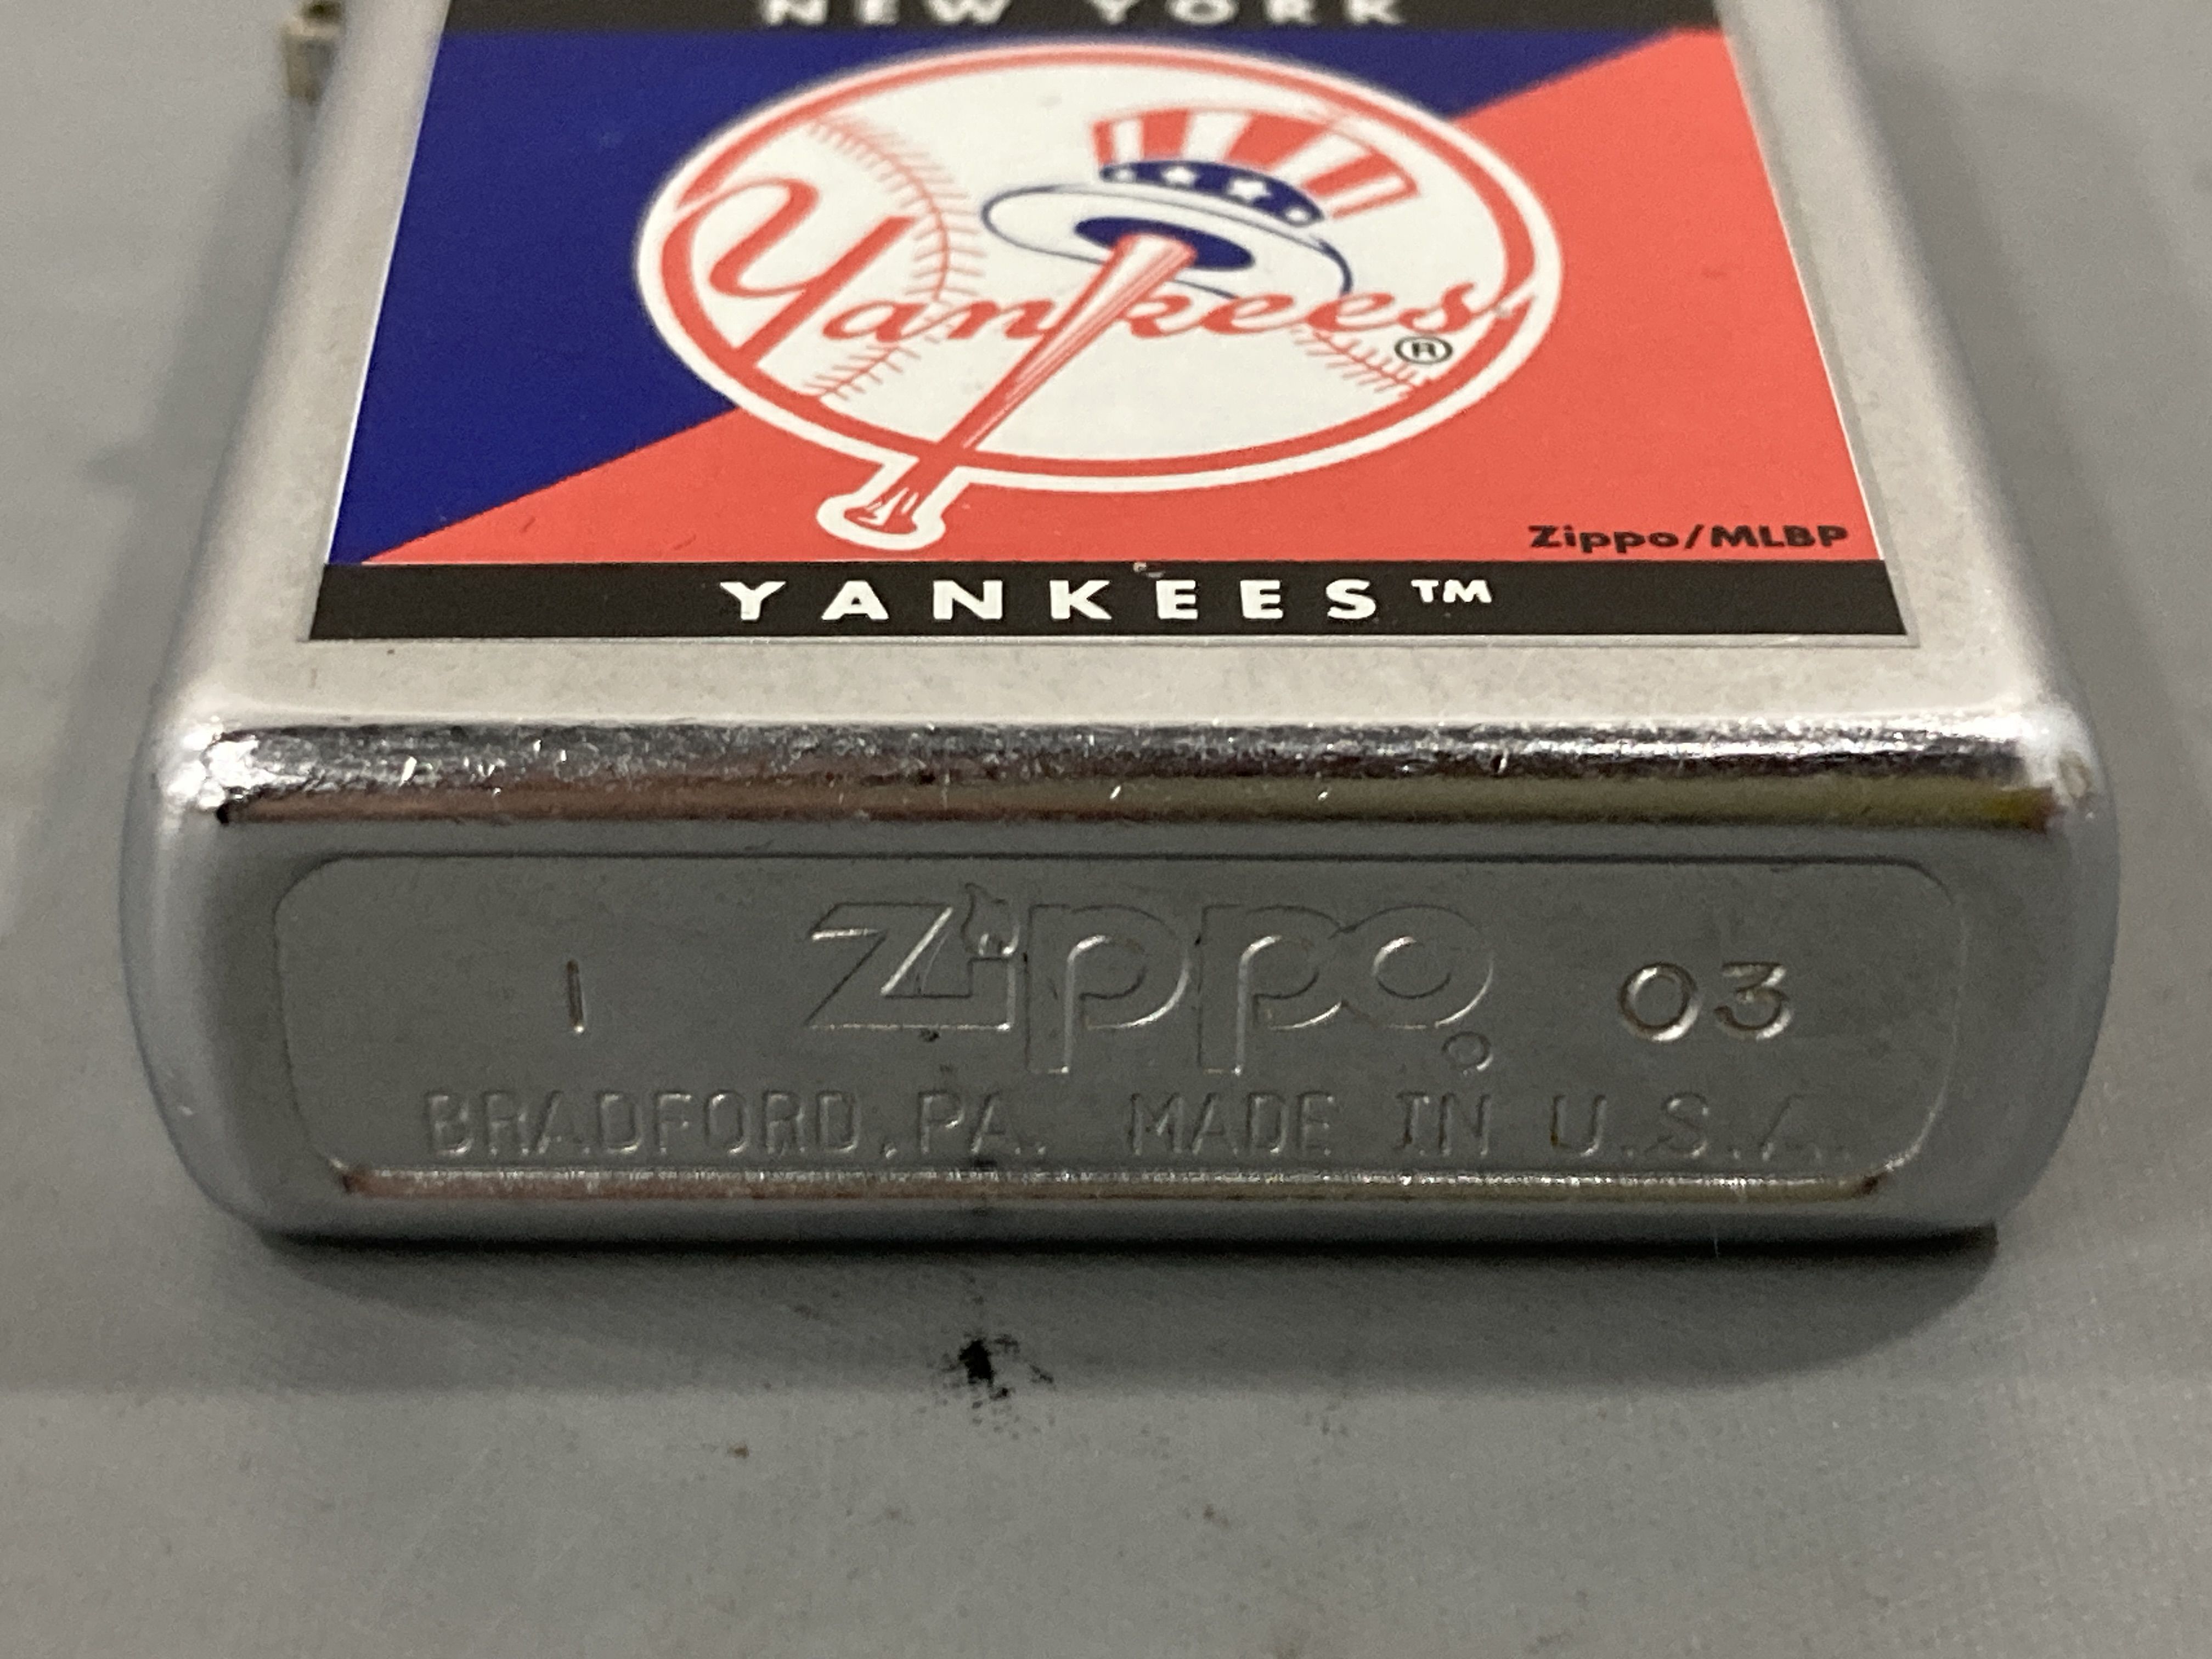 NEW YORK
Yankees®
Zippo/MLBP
YANKEES™
I Zippo® 03
BRADFORD, PA. MADE IN U.S.A.